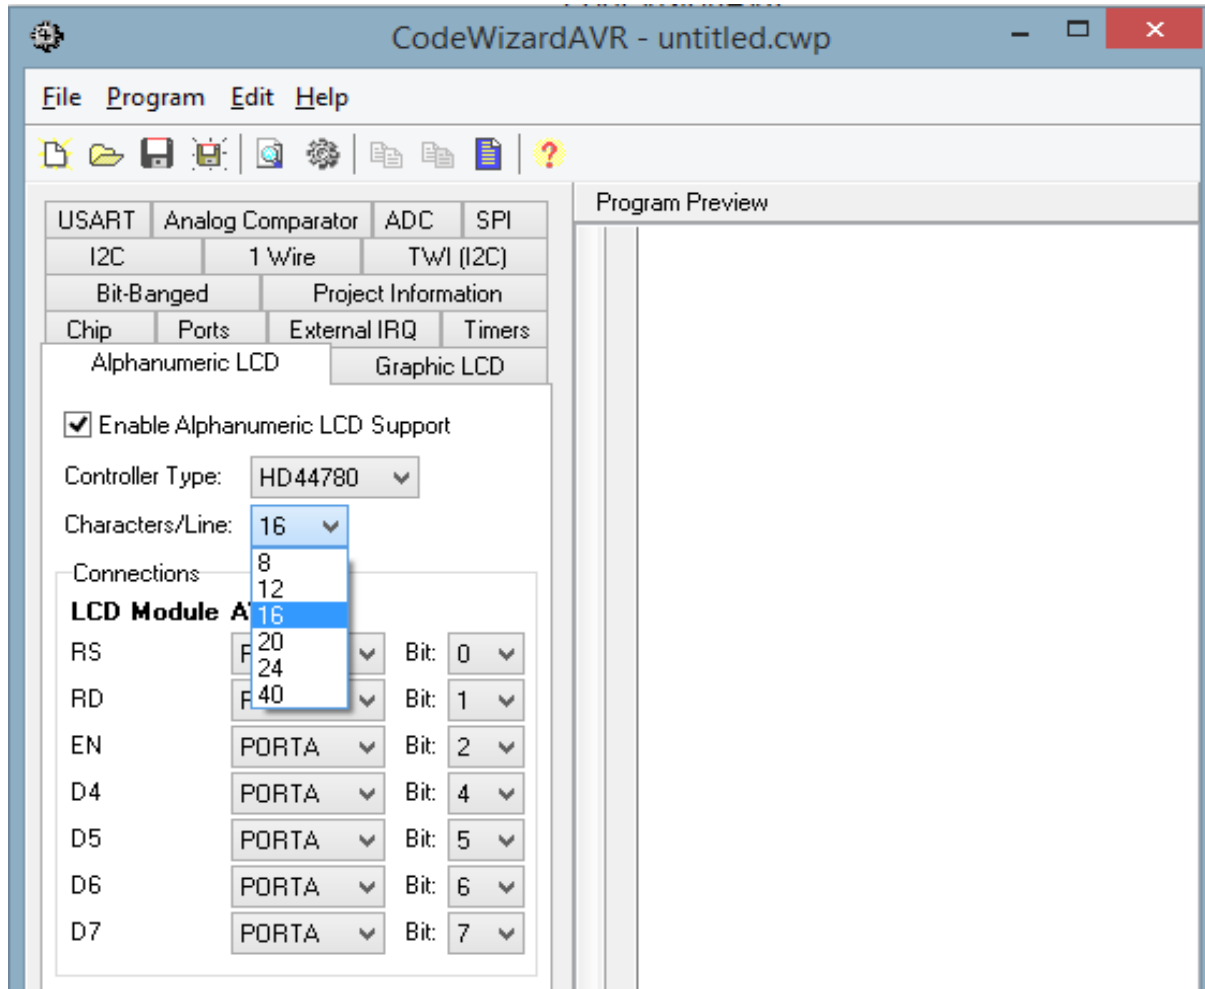 CodeWizardAVR - untitled.cwp
File Program Edit Help
USART Analog Comparator ADC SPI
I2C 1 Wire TWI (I2C)
Bit-Banged Project Information
Chip Ports External IRQ Timers
Alphanumeric LCD Graphic LCD
Program Preview
Enable Alphanumeric LCD Support
Controller Type: HD44780
Characters/Line: 16
8
12
16
20
24
40
Connections
LCD Module
RS Bit: 0
RD Bit: 1
EN PORTA Bit: 2
D4 PORTA Bit: 4
D5 PORTA Bit: 5
D6 PORTA Bit: 6
D7 PORTA Bit: 7